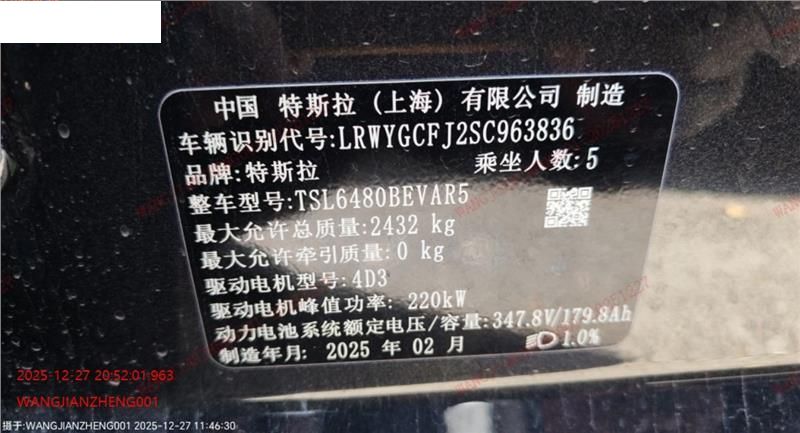 中国 特斯拉（上海）有限公司 制造
车辆识别代号:LRWYGCFJ2SC963836
品牌:特斯拉 乘坐人数:5
整车型号:TSL6480BEVAR5
最大允许总质量:2432 kg
最大允许牵引质量:0 kg
驱动电机型号:4D3
驱动电机峰值功率: 220kW
动力电池系统额定电压/容量:347.8V/179.8Ah
制造年月: 2025 年 02 月 1.0%
2025-12-27 20:52:01:963
WANGJIANZHENG001
摄于:WANGJIANZHENG001 2025-12-27 11:46:30